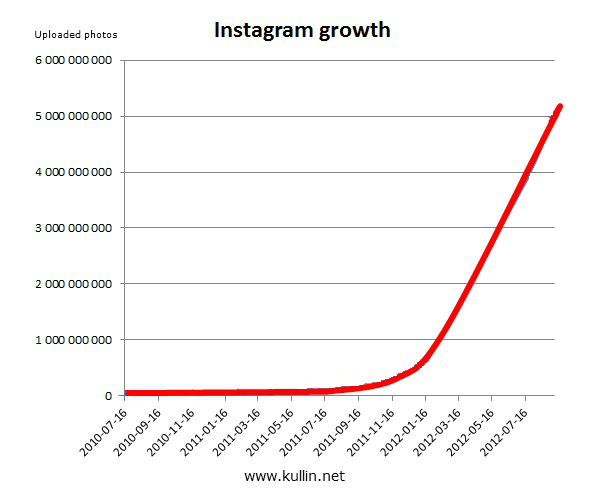 Instagram growth
Uploaded photos
6 000 000 000
5 000 000 000
4 000 000 000
3 000 000 000
2 000 000 000
1 000 000 000
0
2010-07-16
2010-09-16
2010-11-16
2011-01-16
2011-03-16
2011-05-16
2011-07-16
2011-09-16
2011-11-16
2012-01-16
2012-03-16
2012-05-16
2012-07-16
www.kullin.net